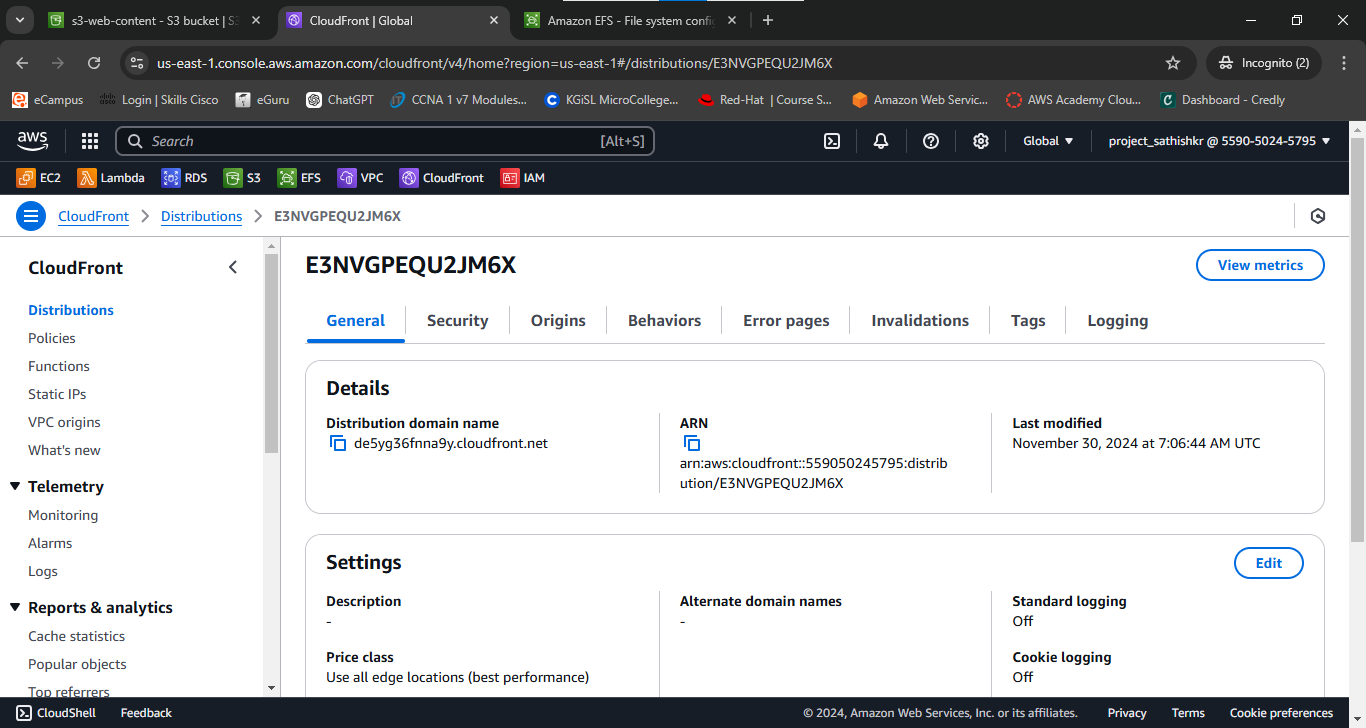 s3-web-content - S3 bucket | S3
CloudFront | Global
Amazon EFS - File system confi
us-east-1.console.aws.amazon.com/cloudfront/v4/home?region=us-east-1#/distributions/E3NVGPEQU2JM6X
Incognito (2)
eCampus
Login | Skills Cisco
eGuru
ChatGPT
CCNA 1 v7 Modules...
KGiSL MicroCollege...
Red-Hat | Course S...
Amazon Web Servic...
AWS Academy Clou...
Dashboard - Credly
aws
Search
[Alt+S]
Global
project_sathishkr @ 5590-5024-5795
EC2
Lambda
RDS
S3
EFS
VPC
CloudFront
IAM
CloudFront
Distributions
E3NVGPEQU2JM6X
CloudFront
Distributions
Policies
Functions
Static IPs
VPC origins
What's new
Telemetry
Monitoring
Alarms
Logs
Reports & analytics
Cache statistics
Popular objects
Top referrers
E3NVGPEQU2JM6X
View metrics
General
Security
Origins
Behaviors
Error pages
Invalidations
Tags
Logging
Details
Distribution domain name
de5yg36fnna9y.cloudfront.net
ARN
arn:aws:cloudfront::559050245795:distrib
ution/E3NVGPEQU2JM6X
Last modified
November 30, 2024 at 7:06:44 AM UTC
Settings
Edit
Description
-
Price class
Use all edge locations (best performance)
Alternate domain names
-
Standard logging
Off
Cookie logging
Off
CloudShell
Feedback
© 2024, Amazon Web Services, Inc. or its affiliates.
Privacy
Terms
Cookie preferences